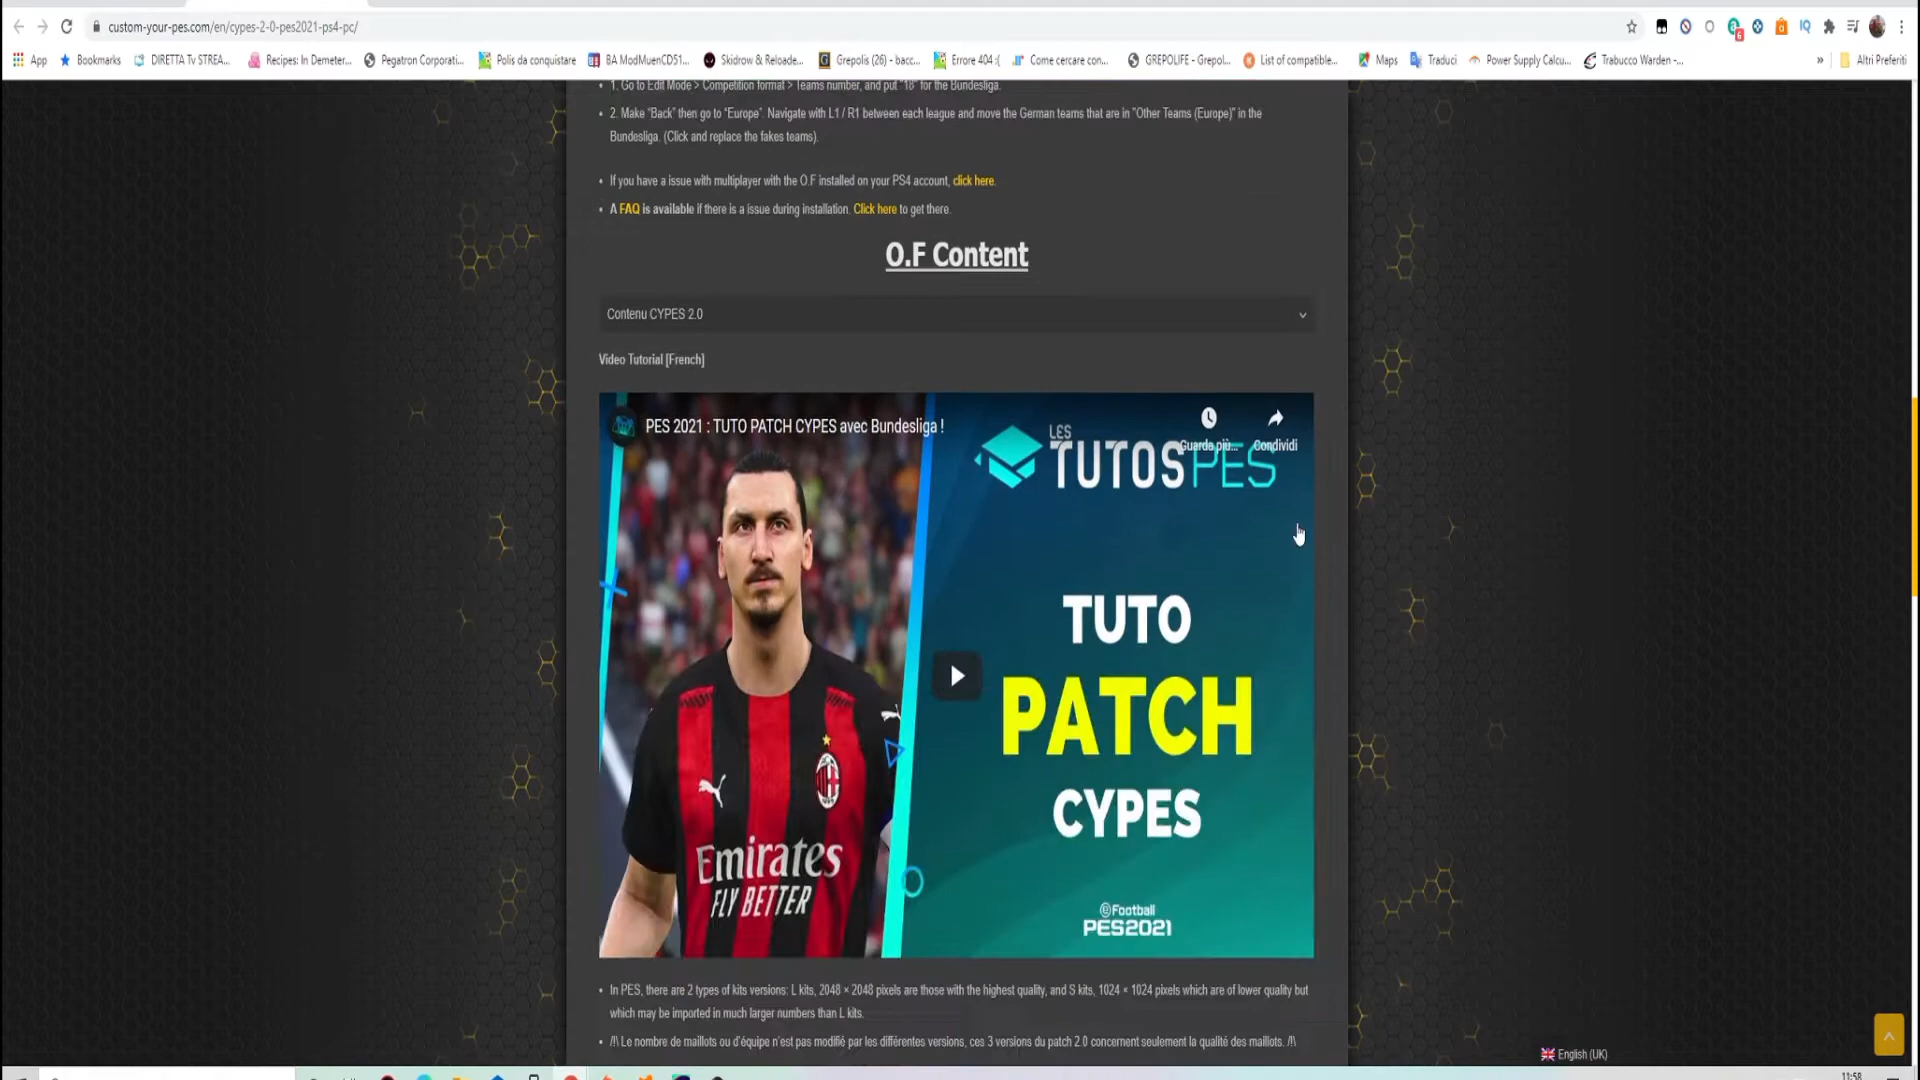 custom-your-pes.com/en/cypes-2-0-pes2021-ps4-pc/
6
App Bookmarks DIRETTA Tv STREA... Recipes: In Demeter... Pegatron Corporati... Polis da conquistare BA ModMuenCD51... Skidrow & Reloade... Grepolis (26) - bacc... Errore 404 :( Come cercare con... GREPOLIFE - Grepol... List of compatible... Maps Traduci Power Supply Calcu... Trabucco Warden -... » Altri Preferiti
1. Go to Edit Mode > Competition format > Teams number, and put "18" for the Bundesliga.
2. Make "Back" then go to "Europe". Navigate with L1 / R1 between each league and move the German teams that are in "Other Teams (Europe)" in the
Bundesliga. (Click and replace the fakes teams).
If you have a issue with multiplayer with the O.F installed on your PS4 account, click here.
A FAQ is available if there is a issue during installation. Click here to get there.
O.F Content
Contenu CYPES 2.0
Video Tutorial [French]
PES 2021 : TUTO PATCH CYPES avec Bundesliga !
Guarda più... Condividi
LES
TUTOS PES
TUTO
PATCH
CYPES
Emirates
FLY BETTER
eFootball
PES2021
In PES, there are 2 types of kits versions: L kits, 2048 × 2048 pixels are those with the highest quality, and S kits, 1024 × 1024 pixels which are of lower quality but
which may be imported in much larger numbers than L kits.
/!\ Le nombre de maillots ou d'équipe n'est pas modifié par les différentes versions, ces 3 versions du patch 2.0 concernent seulement la qualité des maillots. /!\
English (UK)
11:58